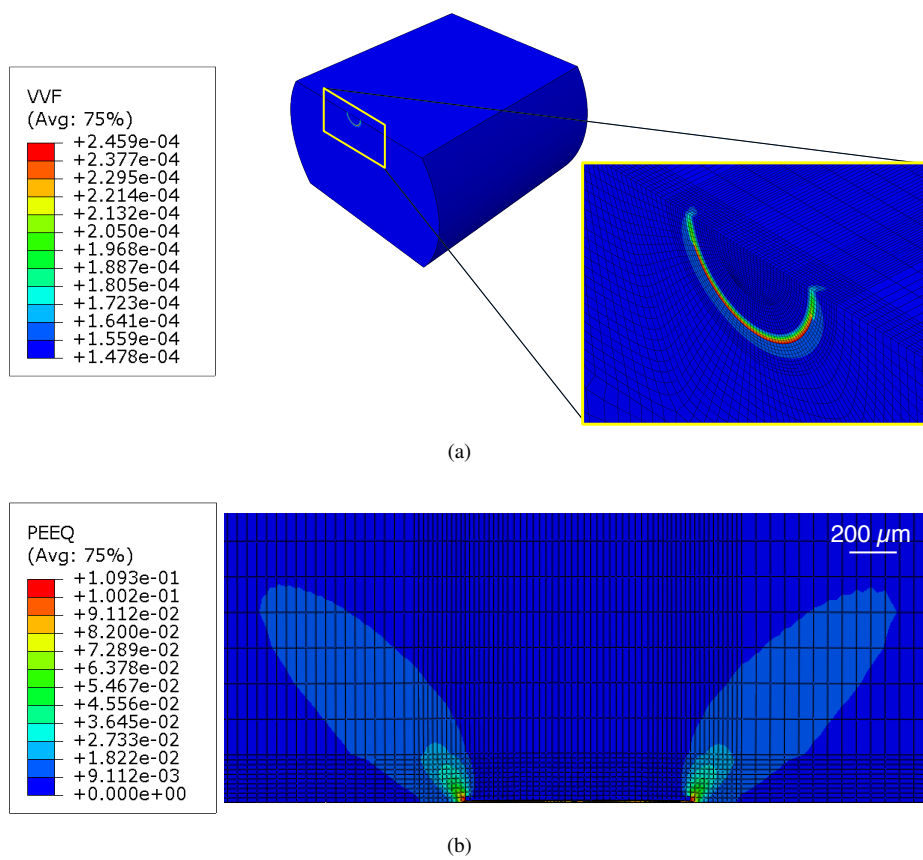 VVF
(Avg: 75%)
+2.459e-04
+2.377e-04
+2.295e-04
+2.214e-04
+2.132e-04
+2.050e-04
+1.968e-04
+1.887e-04
+1.805e-04
+1.723e-04
+1.641e-04
+1.559e-04
+1.478e-04
(a)
PEEQ
(Avg: 75%)
+1.093e-01
+1.002e-01
+9.112e-02
+8.200e-02
+7.289e-02
+6.378e-02
+5.467e-02
+4.556e-02
+3.645e-02
+2.733e-02
+1.822e-02
+9.112e-03
+0.000e+00
200 µm
(b)